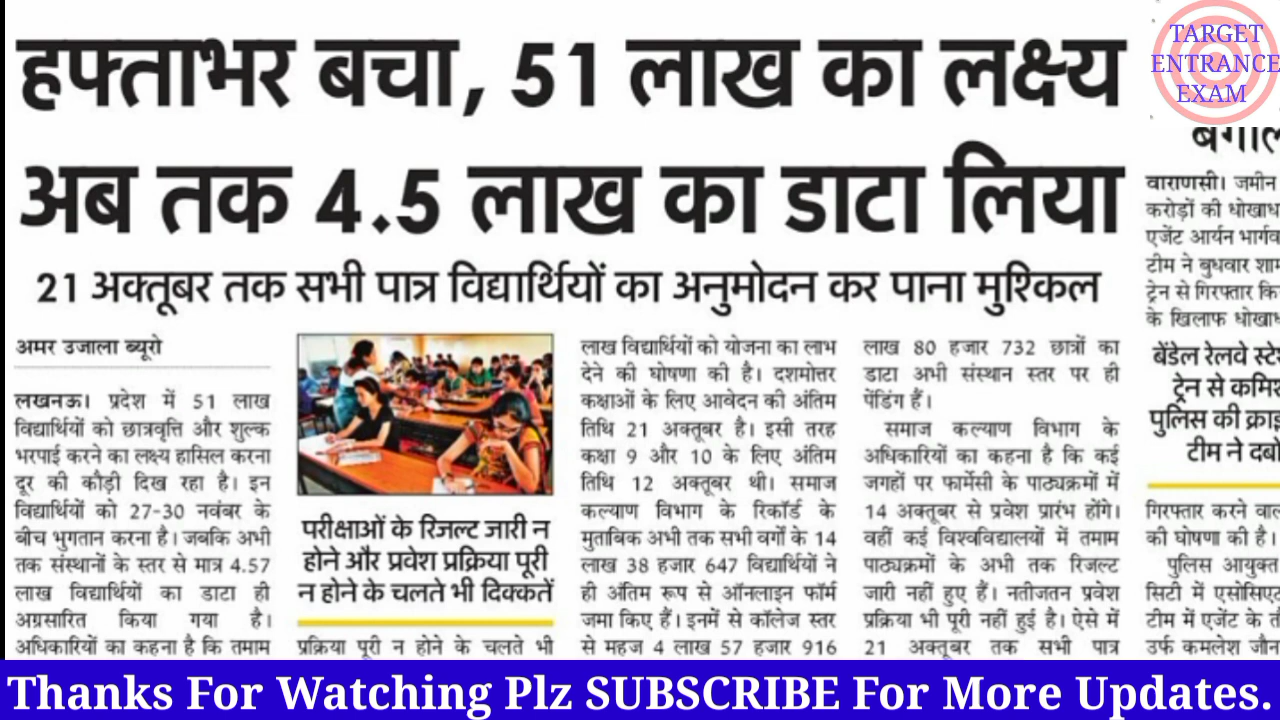 हफ्ताभर बचा, 51 लाख का लक्ष्य
अब तक 4.5 लाख का डाटा लिया
21 अक्तूबर तक सभी पात्र विद्यार्थियों का अनुमोदन कर पाना मुश्किल
अमर उजाला ब्यूरो
लखनऊ। प्रदेश में 51 लाख
विद्यार्थियों को छात्रवृत्ति और शुल्क
भरपाई करने का लक्ष्य हासिल करना
दूर की कौड़ी दिख रहा है। इन
विद्यार्थियों को 27-30 नवंबर के
बीच भुगतान करना है। जबकि अभी
तक संस्थानों के स्तर से मात्र 4.57
लाख विद्यार्थियों का डाटा ही
अग्रसारित किया गया है।
अधिकारियों का कहना है कि तमाम
परीक्षाओं के रिजल्ट जारी न
होने और प्रवेश प्रक्रिया पूरी
न होने के चलते भी दिक्कतें
प्रक्रिया पूरी न होने के चलते भी
लाख विद्यार्थियों को योजना का लाभ
देने की घोषणा की है। दशमोत्तर
कक्षाओं के लिए आवेदन की अंतिम
तिथि 21 अक्तूबर है। इसी तरह
कक्षा 9 और 10 के लिए अंतिम
तिथि 12 अक्तूबर थी। समाज
कल्याण विभाग के रिकॉर्ड के
मुताबिक अभी तक सभी वर्गों के 14
लाख 38 हजार 647 विद्यार्थियों ने
ही अंतिम रूप से ऑनलाइन फॉर्म
जमा किए हैं। इनमें से कॉलेज स्तर
से महज 4 लाख 57 हजार 916
लाख 80 हजार 732 छात्रों का
डाटा अभी संस्थान स्तर पर ही
पेंडिंग हैं।
समाज कल्याण विभाग के
अधिकारियों का कहना है कि कई
जगहों पर फार्मेसी के पाठ्यक्रमों में
14 अक्तूबर से प्रवेश प्रारंभ होंगे।
वहीं कई विश्वविद्यालयों में तमाम
पाठ्यक्रमों के अभी तक रिजल्ट
जारी नहीं हुए हैं। नतीजतन प्रवेश
प्रक्रिया भी पूरी नहीं हुई है। ऐसे में
21 अक्तूबर तक सभी पात्र
TARGET
ENTRANCE
EXAM
वाराणसी। जमीन
करोड़ों की
एजेंट आर्यन
टीम ने बुधवार
ट्रेन से गिरफ्तार
के खिलाफ
बेंडेल रेलवे
ट्रेन से
पुलिस की
टीम ने
गिरफ्तार करने
की घोषणा की है।
पुलिस आयुक्त
सिटी में
टीम में एजेंट के
उर्फ कमलेश
Thanks For Watching Plz SUBSCRIBE For More Updates.